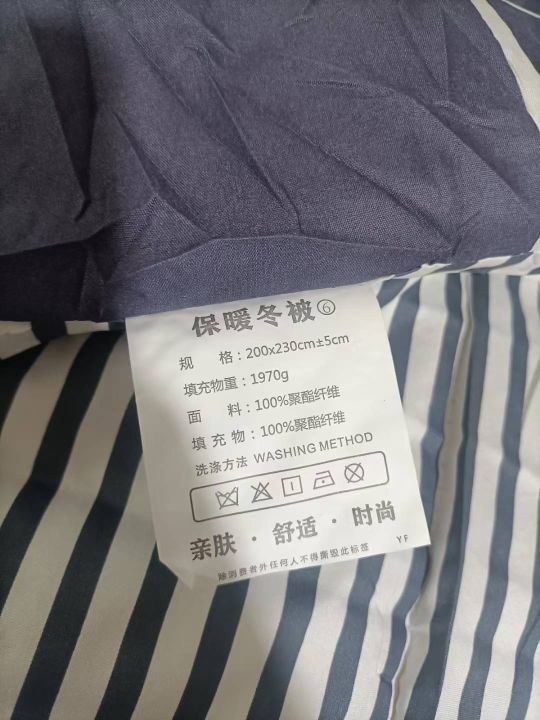 保暖冬被⑥
规 格:200x230cm±5cm
填充物重:1970g
面 料:100%聚酯纤维
填 充 物:100%聚酯纤维
洗涤方法 WASHING METHOD
亲肤 · 舒适 · 时尚
除消费者外任何人不得撕毁此标签
YF